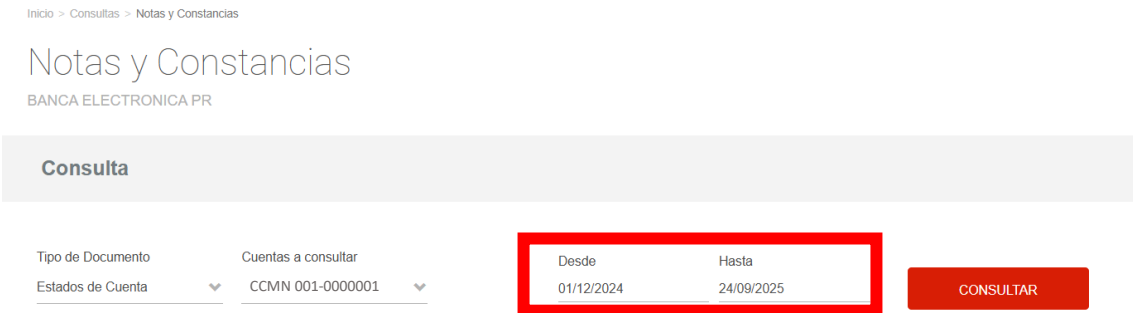 Inicio > Consultas > Notas y Constancias
Notas y Constancias
BANCA ELECTRONICA PR
Consulta
Tipo de Documento Cuentas a consultar Desde Hasta
Estados de Cuenta CCMN 001-0000001 01/12/2024 24/09/2025 CONSULTAR